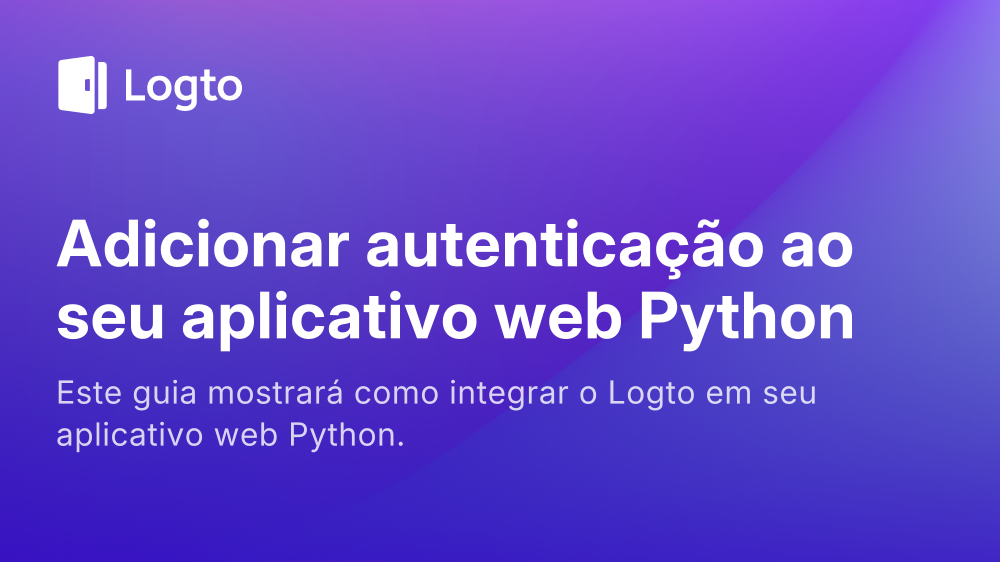 Logto
Adicionar autenticação ao
seu aplicativo web Python
Este guia mostrará como integrar o Logto em seu
aplicativo web Python.